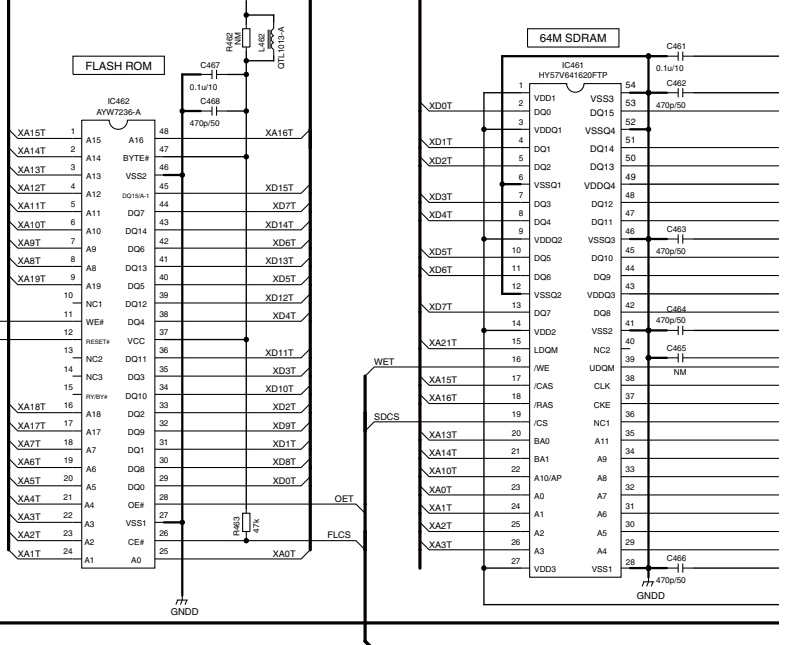 FLASH ROM
IC462
AYW7236-A
R462
NM
L462
QTL1013-A
C467
0.1u/10
C468
470p/50
XA15T 1 A15 A16 48 XA16T
XA14T 2 A14 BYTE# 47
XA13T 3 A13 VSS2 46
XA12T 4 A12 DQ15/A-1 45 XD15T
XA11T 5 A11 DQ7 44 XD7T
XA10T 6 A10 DQ14 43 XD14T
XA9T 7 A9 DQ6 42 XD6T
XA8T 8 A8 DQ13 41 XD13T
XA19T 9 A19 DQ5 40 XD5T
10 NC1 DQ12 39 XD12T
11 WE# DQ4 38 XD4T
12 RESET# VCC 37
13 NC2 DQ11 36 XD11T
14 NC3 DQ3 35 XD3T
15 RY/BY# DQ10 34 XD10T
XA18T 16 A18 DQ2 33 XD2T
XA17T 17 A17 DQ9 32 XD9T
XA7T 18 A7 DQ1 31 XD1T
XA6T 19 A6 DQ8 30 XD8T
XA5T 20 A5 DQ0 29 XD0T
XA4T 21 A4 OE# 28 OET
XA3T 22 A3 VSS1 27
XA2T 23 A2 CE# 26 FLCS
XA1T 24 A1 A0 25 XA0T
R463
47k
GNDD
WET
SDCS
64M SDRAM
IC461
HY57V641620FTP
C461
0.1u/10
C462
470p/50
1 VDD1 VSS3 54
XD0T 2 DQ0 DQ15 53
3 VDDQ1 VSSQ4 52
XD1T 4 DQ1 DQ14 51
XD2T 5 DQ2 DQ13 50
6 VSSQ1 VDDQ4 49
XD3T 7 DQ3 DQ12 48
XD4T 8 DQ4 DQ11 47
9 VDDQ2 VSSQ3 46
C463
470p/50
XD5T 10 DQ5 DQ10 45
XD6T 11 DQ6 DQ9 44
12 VSSQ2 VDDQ3 43
XD7T 13 DQ7 DQ8 42
C464
470p/50
14 VDD2 VSS2 41
XA21T 15 LDQM NC2 40
C465
NM
16 /WE UDQM 39
XA15T 17 /CAS CLK 38
XA16T 18 /RAS CKE 37
19 /CS NC1 36
XA13T 20 BA0 A11 35
XA14T 21 BA1 A9 34
XA10T 22 A10/AP A8 33
XA0T 23 A0 A7 32
XA1T 24 A1 A6 31
XA2T 25 A2 A5 30
XA3T 26 A3 A4 29
27 VDD3 VSS1 28
C466
470p/50
GNDD